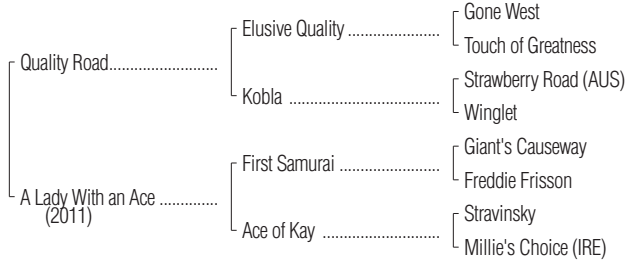 Gone West
Elusive Quality ....................
Touch of Greatness
Quality Road...........................
Strawberry Road (AUS)
Kobla .....................................
Winglet
Giant's Causeway
First Samurai .........................
Freddie Frisson
A Lady With an Ace ..............
(2011)
Stravinsky
Ace of Kay .............................
Millie's Choice (IRE)